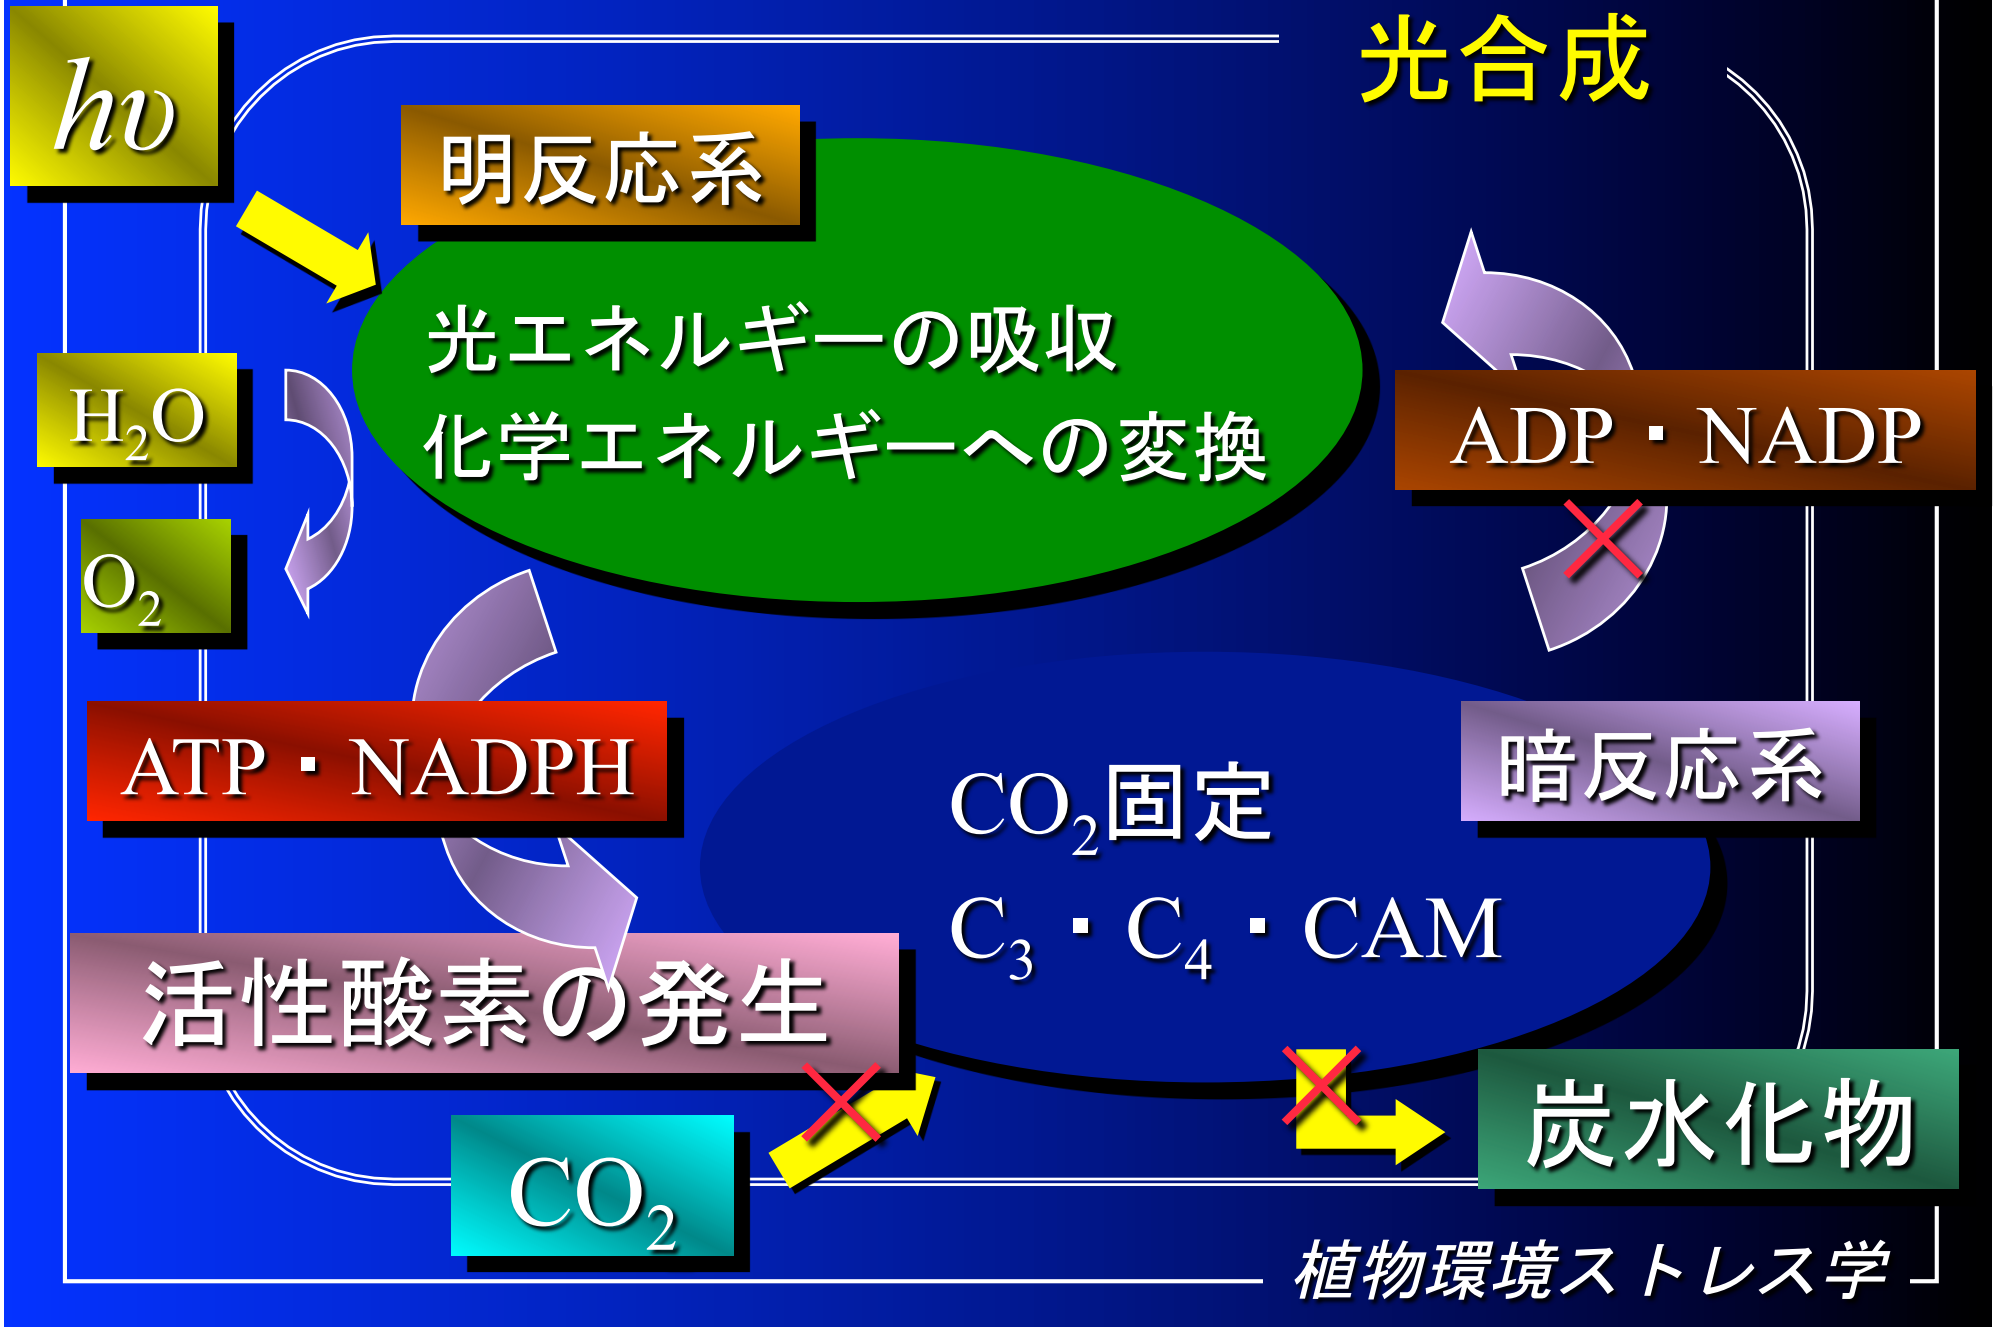 光合成
hυ
明反応系
光エネルギーの吸収
化学エネルギーへの変換
H₂O
O₂
ADP・NADP
ATP・NADPH
暗反応系
CO₂固定
C₃・C₄・CAM
活性酸素の発生
CO₂
炭水化物
植物環境ストレス学